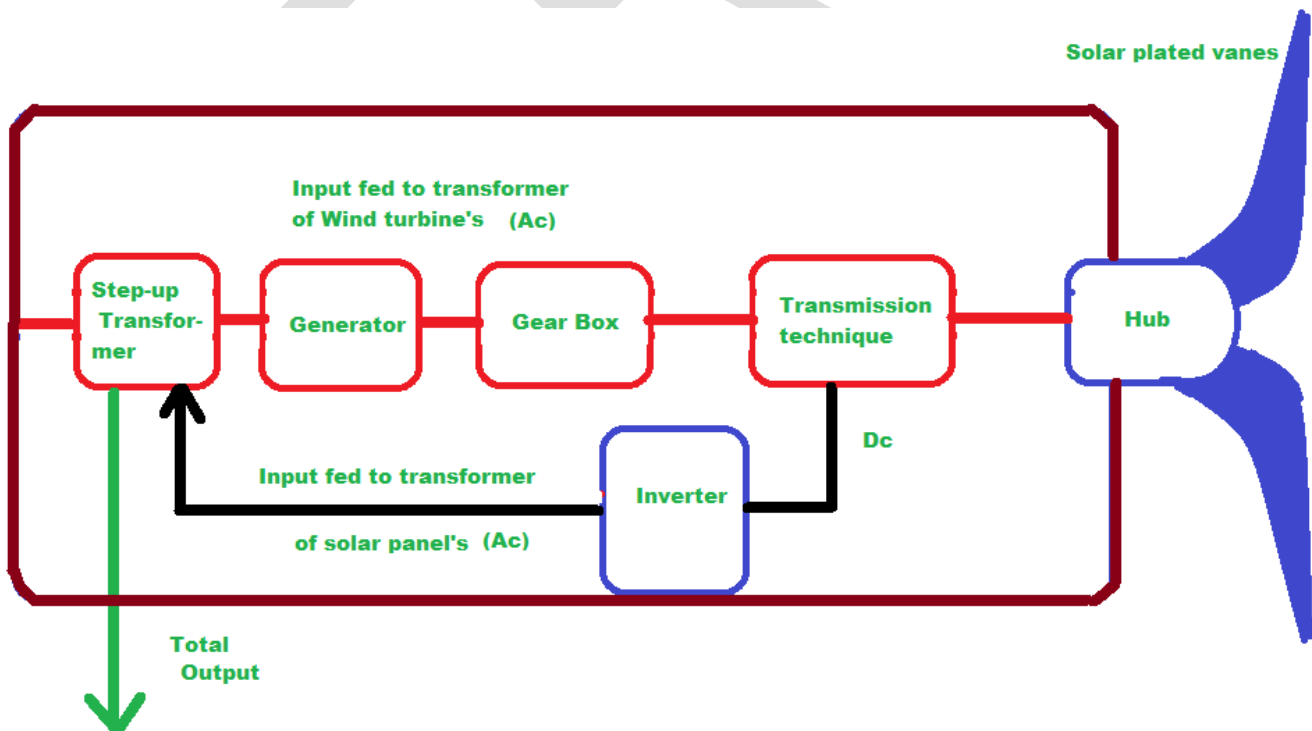 Solar plated vanes
Input fed to transformer
of Wind turbine's (Ac)
Step-up
Transfor-
mer
Generator
Gear Box
Transmission
technique
Hub
Dc
Input fed to transformer
of solar panel's (Ac)
Inverter
Total
Output